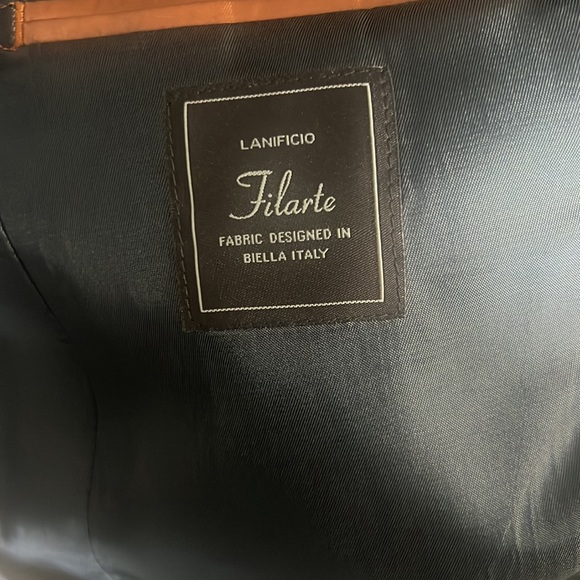 LANIFICIO
Filarte
FABRIC DESIGNED IN
BIELLA ITALY